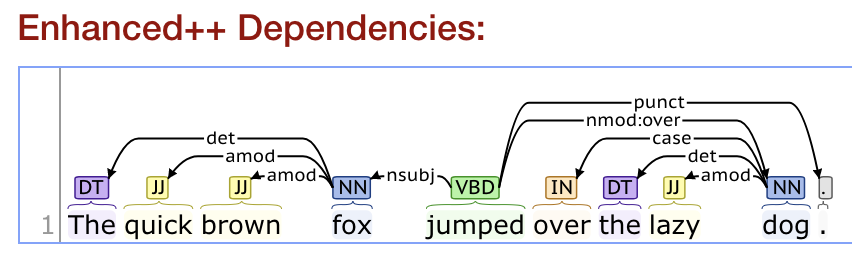 Enhanced++ Dependencies:
punct
nmod:over
det case
amod det
amod nsubj amod
DT JJ JJ NN VBD IN DT JJ NN .
1 The quick brown fox jumped over the lazy dog .